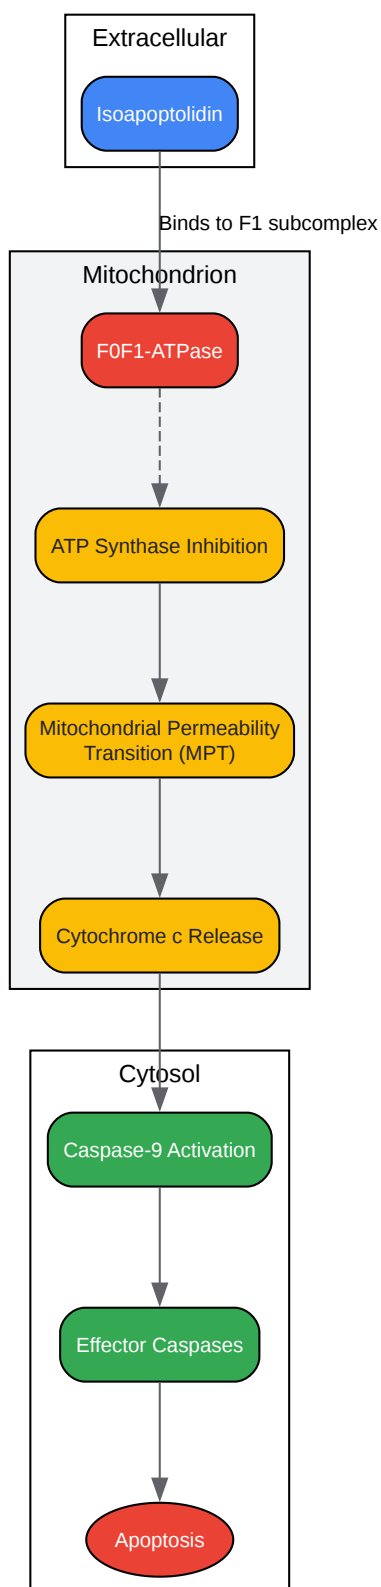 Extracellular
Isoapoptolidin
Binds to F1 subcomplex
Mitochondrion
F0F1-ATPase
ATP Synthase Inhibition
Mitochondrial Permeability
Transition (MPT)
Cytochrome c Release
Cytosol
Caspase-9 Activation
Effector Caspases
Apoptosis